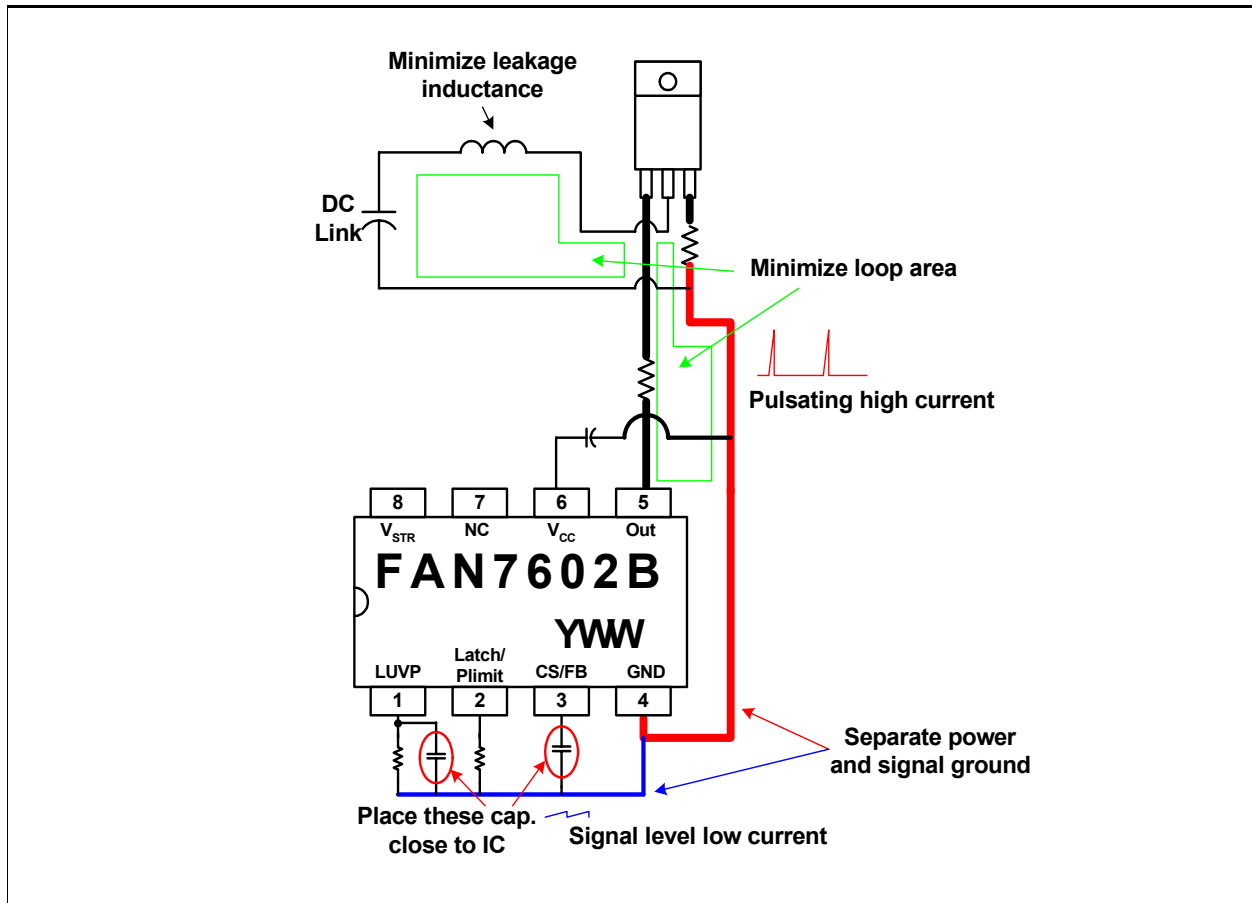 Minimize leakage
inductance
DC
Link
Minimize loop area
Pulsating high current
8
7
6
5
VSTR
NC
VCC
Out
FAN7602B
YWW
LUVP
Latch/
Plimit
CS/FB
GND
1
2
3
4
Separate power
and signal ground
Place these cap.
close to IC
Signal level low current